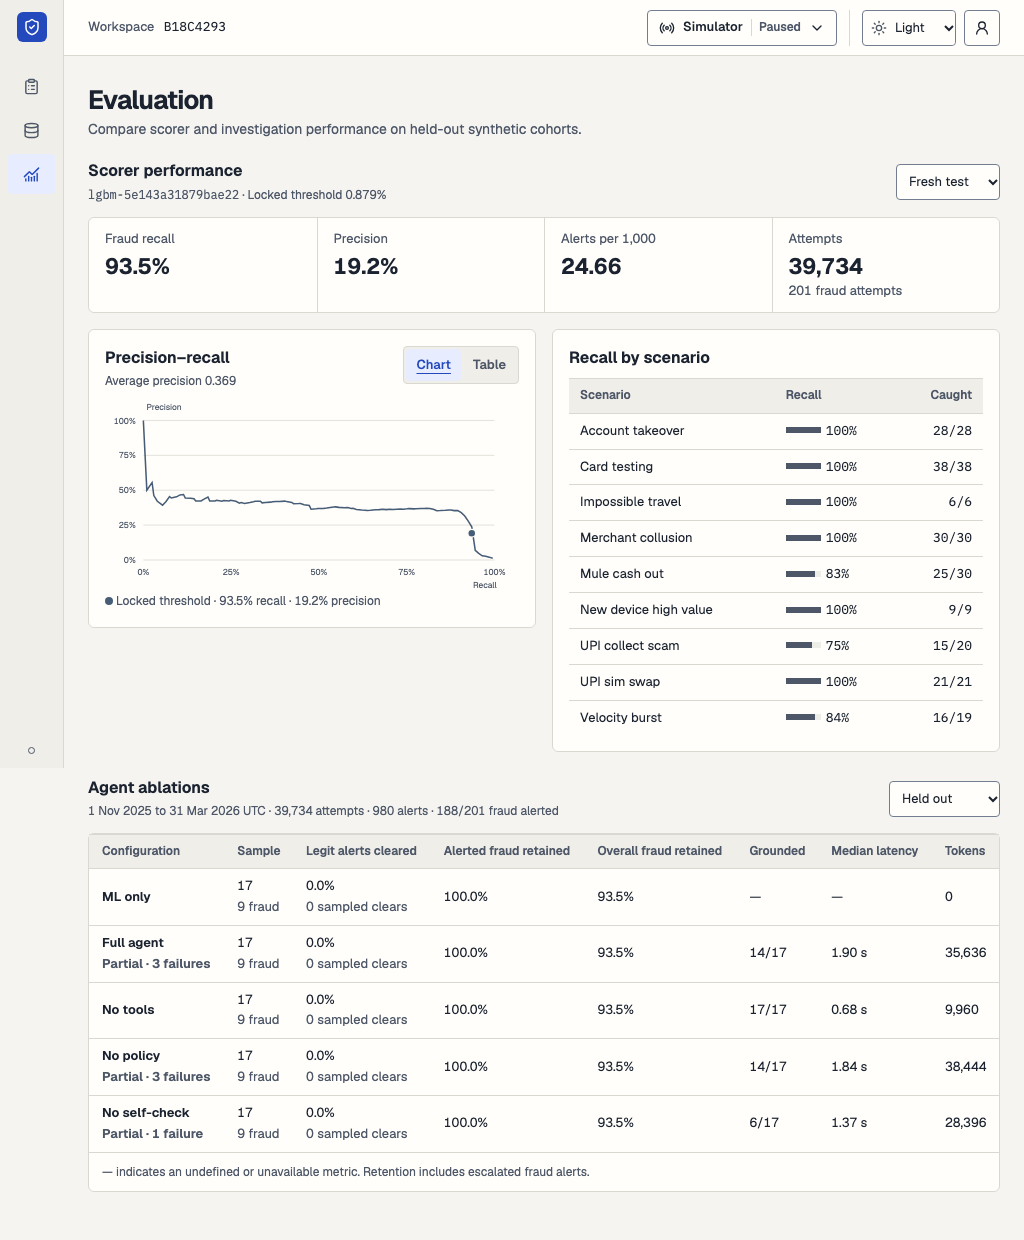 Workspace B18C4293
Simulator Paused
Light
Evaluation
Compare scorer and investigation performance on held-out synthetic cohorts.
Scorer performance
lgbm-5e143a31879bae22 · Locked threshold 0.879%
Fresh test
Fraud recall
93.5%
Precision
19.2%
Alerts per 1,000
24.66
Attempts
39,734
201 fraud attempts
Precision–recall
Average precision 0.369
Chart Table
Precision
100%
75%
50%
25%
0%
0% 25% 50% 75% 100%
Recall
Locked threshold · 93.5% recall · 19.2% precision
Recall by scenario
Scenario Recall Caught
Account takeover 100% 28/28
Card testing 100% 38/38
Impossible travel 100% 6/6
Merchant collusion 100% 30/30
Mule cash out 83% 25/30
New device high value 100% 9/9
UPI collect scam 75% 15/20
UPI sim swap 100% 21/21
Velocity burst 84% 16/19
Agent ablations
1 Nov 2025 to 31 Mar 2026 UTC · 39,734 attempts · 980 alerts · 188/201 fraud alerted
Held out
Configuration Sample Legit alerts cleared Alerted fraud retained Overall fraud retained Grounded Median latency Tokens
ML only 17 0.0% 100.0% 93.5% — — 0
9 fraud 0 sampled clears
Full agent 17 0.0% 100.0% 93.5% 14/17 1.90 s 35,636
Partial · 3 failures 9 fraud 0 sampled clears
No tools 17 0.0% 100.0% 93.5% 17/17 0.68 s 9,960
9 fraud 0 sampled clears
No policy 17 0.0% 100.0% 93.5% 14/17 1.84 s 38,444
Partial · 3 failures 9 fraud 0 sampled clears
No self-check 17 0.0% 100.0% 93.5% 6/17 1.37 s 28,396
Partial · 1 failure 9 fraud 0 sampled clears
— indicates an undefined or unavailable metric. Retention includes escalated fraud alerts.